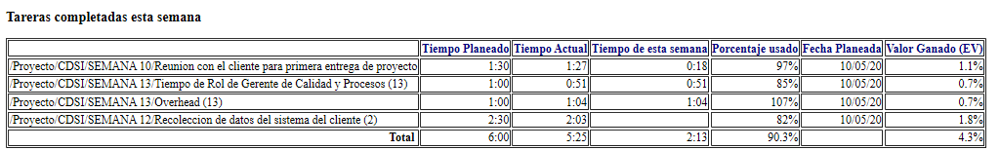 Tareras completadas esta semana
Tiempo Planeado Tiempo Actual Tiempo de esta semana Porcentaje usado Fecha Planeada Valor Ganado (EV)
/Proyecto/CDSI/SEMANA 10/Reunion con el cliente para primera entrega de proyecto 1:30 1:27 0:18 97% 10/05/20 1.1%
/Proyecto/CDSI/SEMANA 13/Tiempo de Rol de Gerente de Calidad y Procesos (13) 1:00 0:51 0:51 85% 10/05/20 0.7%
/Proyecto/CDSI/SEMANA 13/Overhead (13) 1:00 1:04 1:04 107% 10/05/20 0.7%
/Proyecto/CDSI/SEMANA 12/Recoleccion de datos del sistema del cliente (2) 2:30 2:03 82% 10/05/20 1.8%
Total 6:00 5:25 2:13 90.3% 4.3%